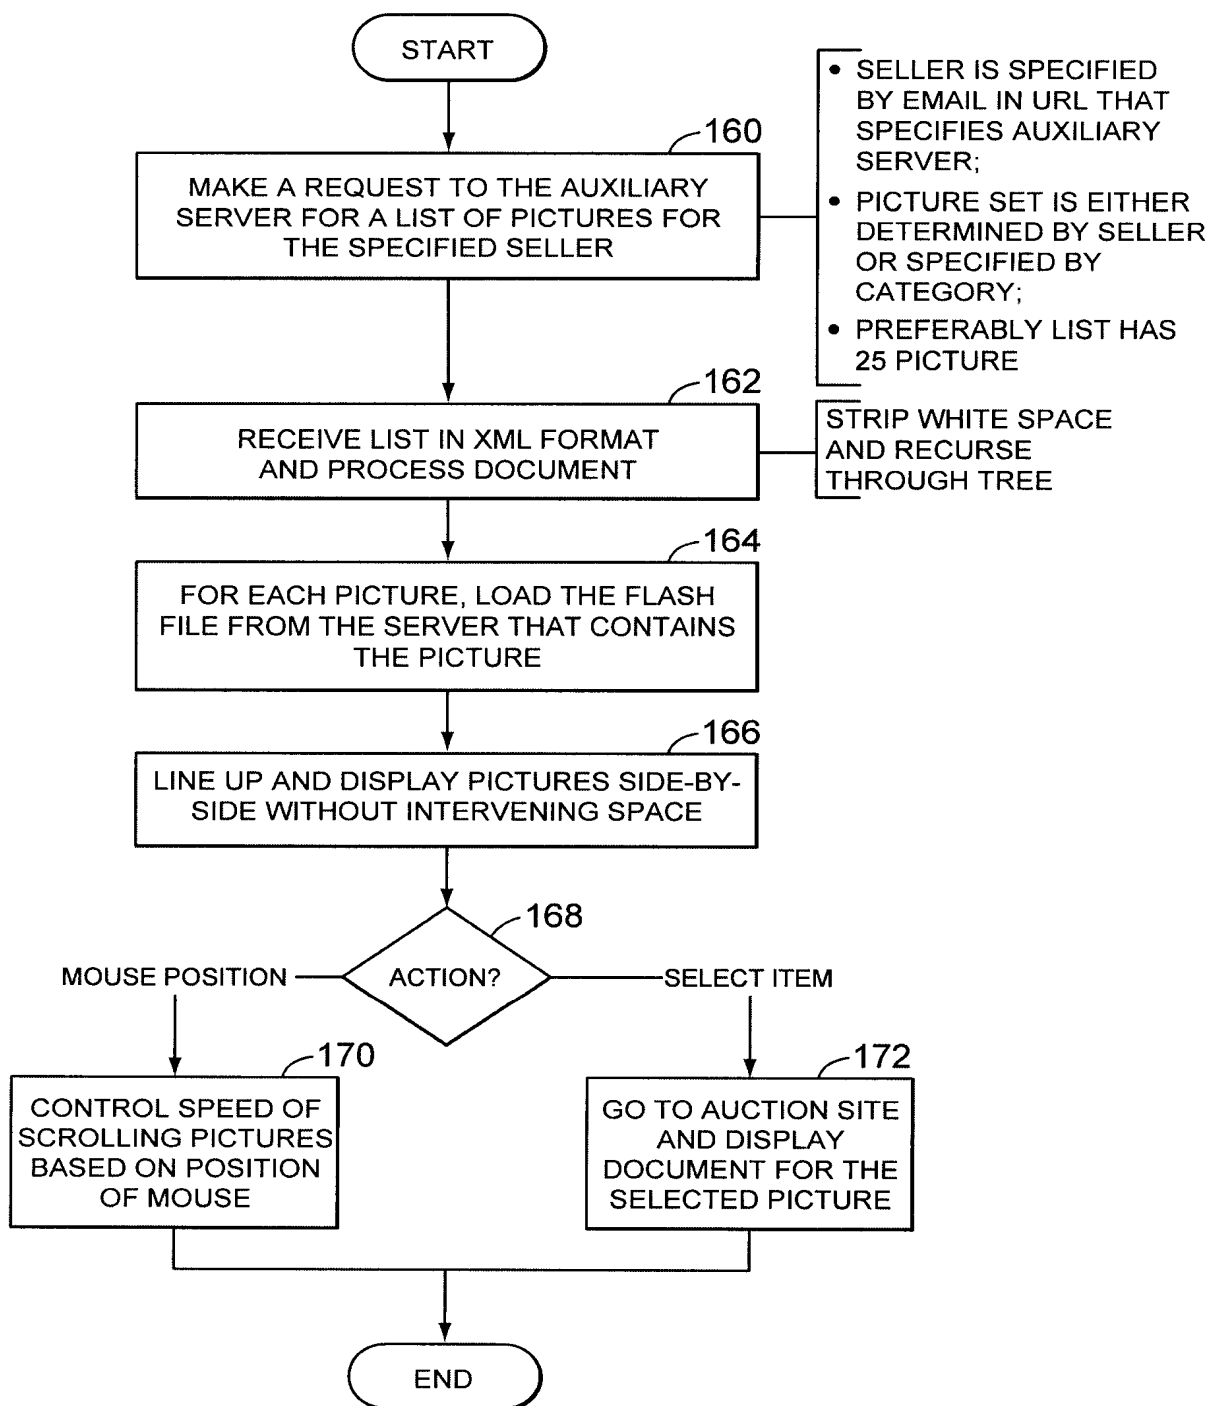 START
160
MAKE A REQUEST TO THE AUXILIARY
SERVER FOR A LIST OF PICTURES FOR
THE SPECIFIED SELLER
• SELLER IS SPECIFIED
BY EMAIL IN URL THAT
SPECIFIES AUXILIARY
SERVER;
• PICTURE SET IS EITHER
DETERMINED BY SELLER
OR SPECIFIED BY
CATEGORY;
• PREFERABLY LIST HAS
25 PICTURE
162
RECEIVE LIST IN XML FORMAT
AND PROCESS DOCUMENT
STRIP WHITE SPACE
AND RECURSE
THROUGH TREE
164
FOR EACH PICTURE, LOAD THE FLASH
FILE FROM THE SERVER THAT CONTAINS
THE PICTURE
166
LINE UP AND DISPLAY PICTURES SIDE-BY-
SIDE WITHOUT INTERVENING SPACE
168
ACTION?
MOUSE POSITION
SELECT ITEM
170
CONTROL SPEED OF
SCROLLING PICTURES
BASED ON POSITION
OF MOUSE
172
GO TO AUCTION SITE
AND DISPLAY
DOCUMENT FOR THE
SELECTED PICTURE
END